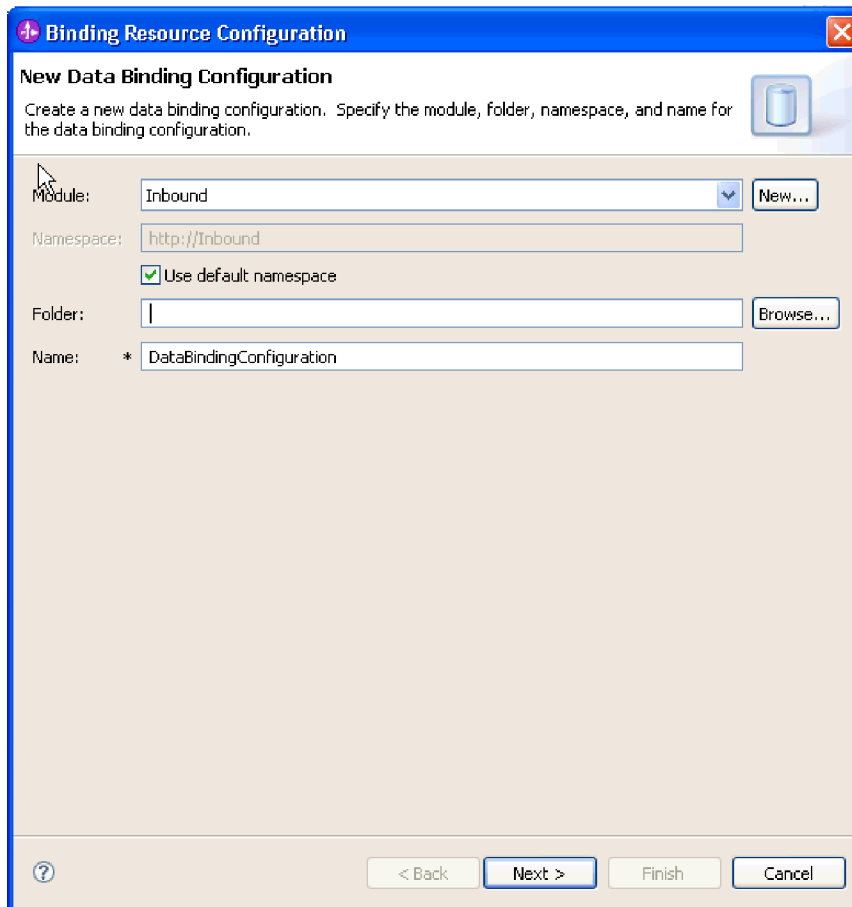 Binding Resource Configuration
New Data Binding Configuration
Create a new data binding configuration. Specify the module, folder, namespace, and name for
the data binding configuration.
Module: Inbound New...
Namespace: http://Inbound
Use default namespace
Folder: Browse...
Name: * DataBindingConfiguration
? < Back Next > Finish Cancel